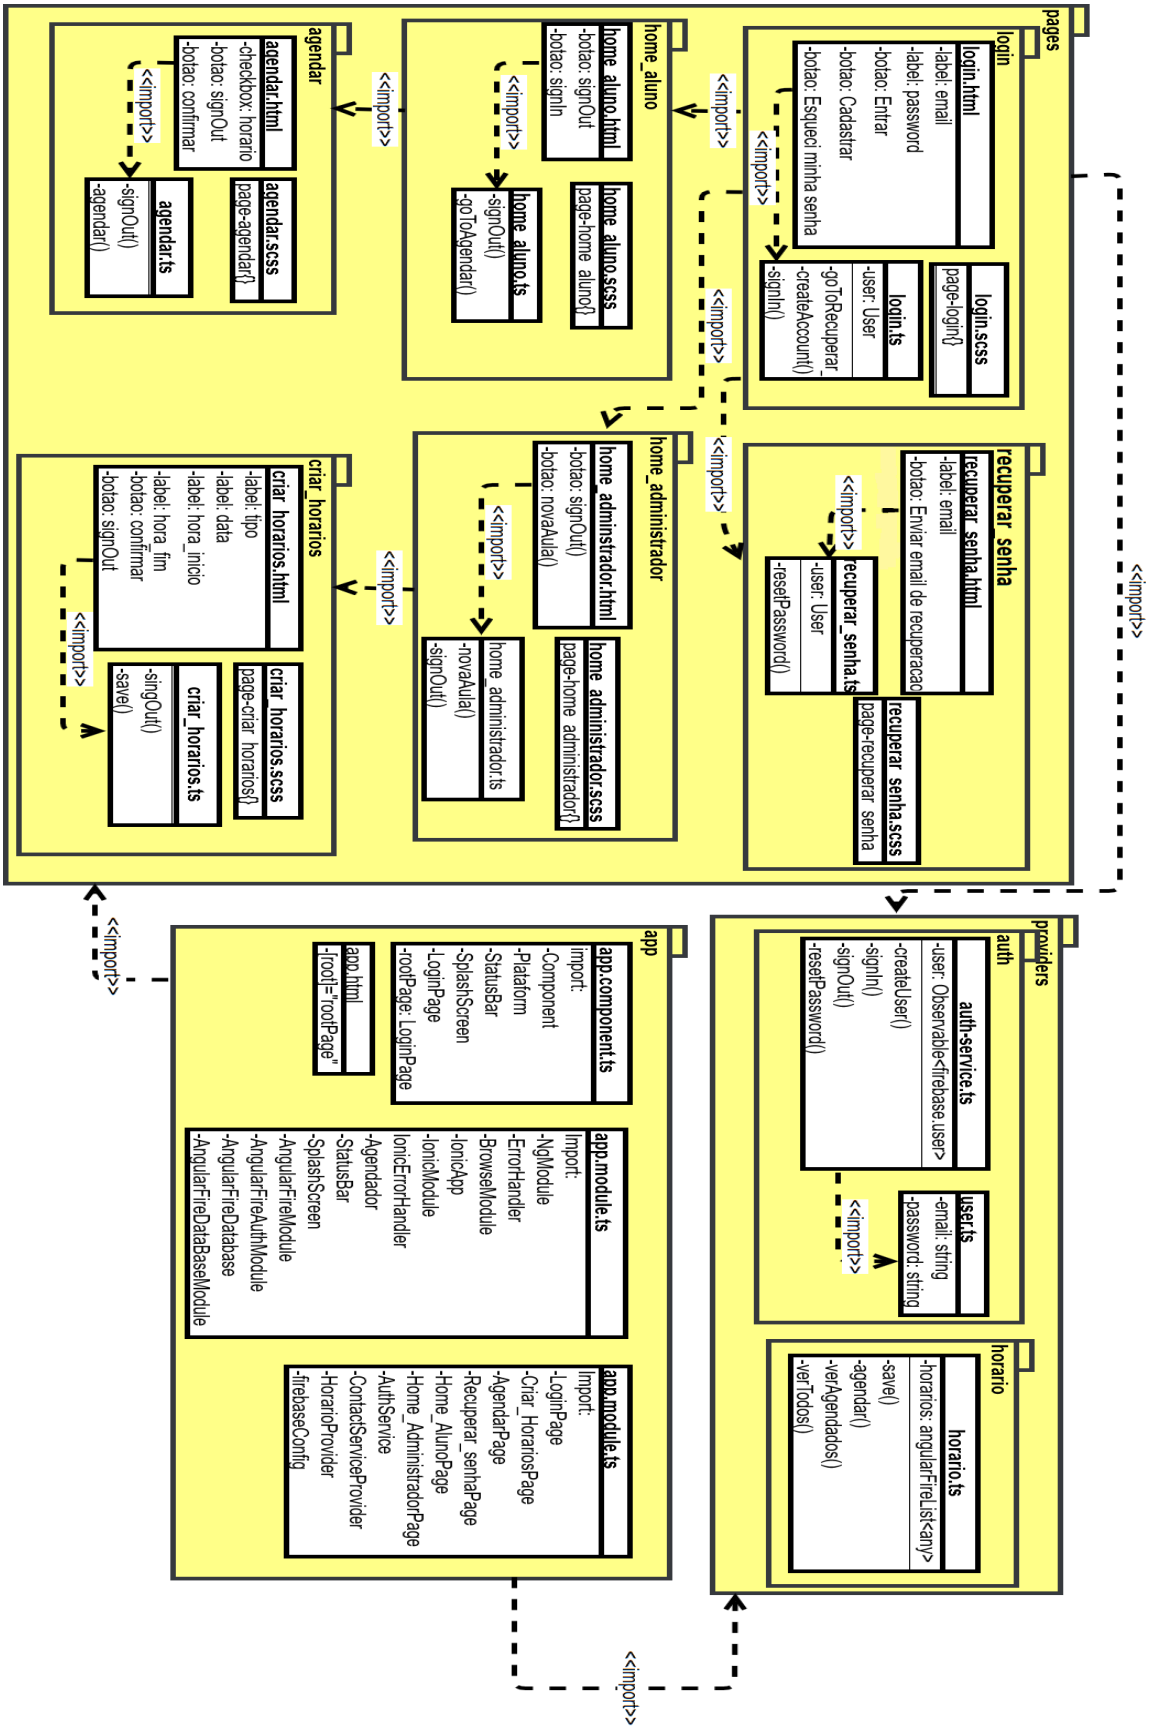 pages
login
login.html
-label: email
-label: password
-botao: Entrar
-botao: Cadastrar
-botao: Esqueci minha senha
login.scss
page-login{}
login.ts
-user: User
-goToRecuperar_
-createAccount()
-signIn()
<<import>>
recuperar_senha
recuperar_senha.html
-label: email
-botao: Enviar email de recuperacao
recuperar_senha.ts
-user: User
-resetPassword()
recuperar_senha.scss
page-recuperar_senha
<<import>>
<<import>>
<<import>>
<<import>>
<<import>>
home_aluno
home_aluno.html
-botao: signOut
-botao: signIn
home_aluno.scss
page-home_aluno{}
home_aluno.ts
-signOut()
-goToAgendar()
<<import>>
home_administrador
home_adminstrador.html
-botao: signOut()
-botao: novaAula()
home_administrador.scss
page-home_administrador{}
home_administrador.ts
-novaAula()
-signOut()
<<import>>
<<import>>
<<import>>
agendar
agendar.html
-checkbox: horario
-botao: signOut
-botao: confirmar
agendar.scss
page-agendar{}
agendar.ts
-signOut()
-agendar()
<<import>>
criar_horarios
criar_horarios.html
-label: tipo
-label: data
-label: hora_inicio
-label: hora_fim
-botao: confirmar
-botao: signOut
criar_horarios.scss
page-criar_horarios{}
criar_horarios.ts
-singOut()
-save()
<<import>>
<<import>>
providers
auth
auth-service.ts
-user: Observable<firebase.user>
-createUser()
-signIn()
-signOut()
-resetPassword()
user.ts
-email: string
-password: string
<<import>>
horario
horario.ts
-horarios: angularFireList<any>
-save()
-agendar()
-verAgendados()
-verTodos()
app
app.component.ts
import:
-Component
-Plataform
-StatusBar
-SplashScreen
-LoginPage
-rootPage: LoginPage
app.html
-[root]="rootPage"
app.module.ts
Import:
-NgModule
-ErrorHandler
-BrowseModule
-IonicApp
-IonicModule
IonicErrorHandler
-Agendador
-StatusBar
-SplashScreen
-AngularFireModule
-AngularFireAuthModule
-AngularFireDatabase
-AngularFireDataBaseModule
app.module.ts
Import:
-LoginPage
-Criar_HorariosPage
-AgendarPage
-Recuperar_senhaPage
-Home_AlunoPage
-Home_AdministradorPage
-AuthService
-ContactServiceProvider
-HorarioProvider
-firebaseConfig
<<import>>
<<import>>